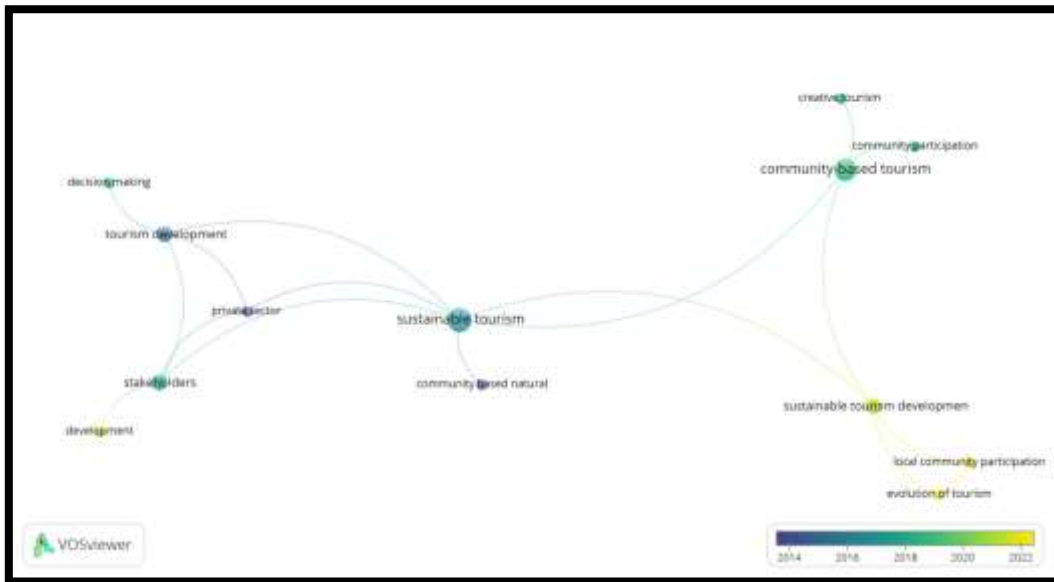 creative tourism
community participation
community-based tourism
decision making
tourism development
private sector
sustainable tourism
stakeholders
community based natural
development
sustainable tourism developmen
local community participation
evolution of tourism
VOSviewer
2014 2016 2018 2020 2022